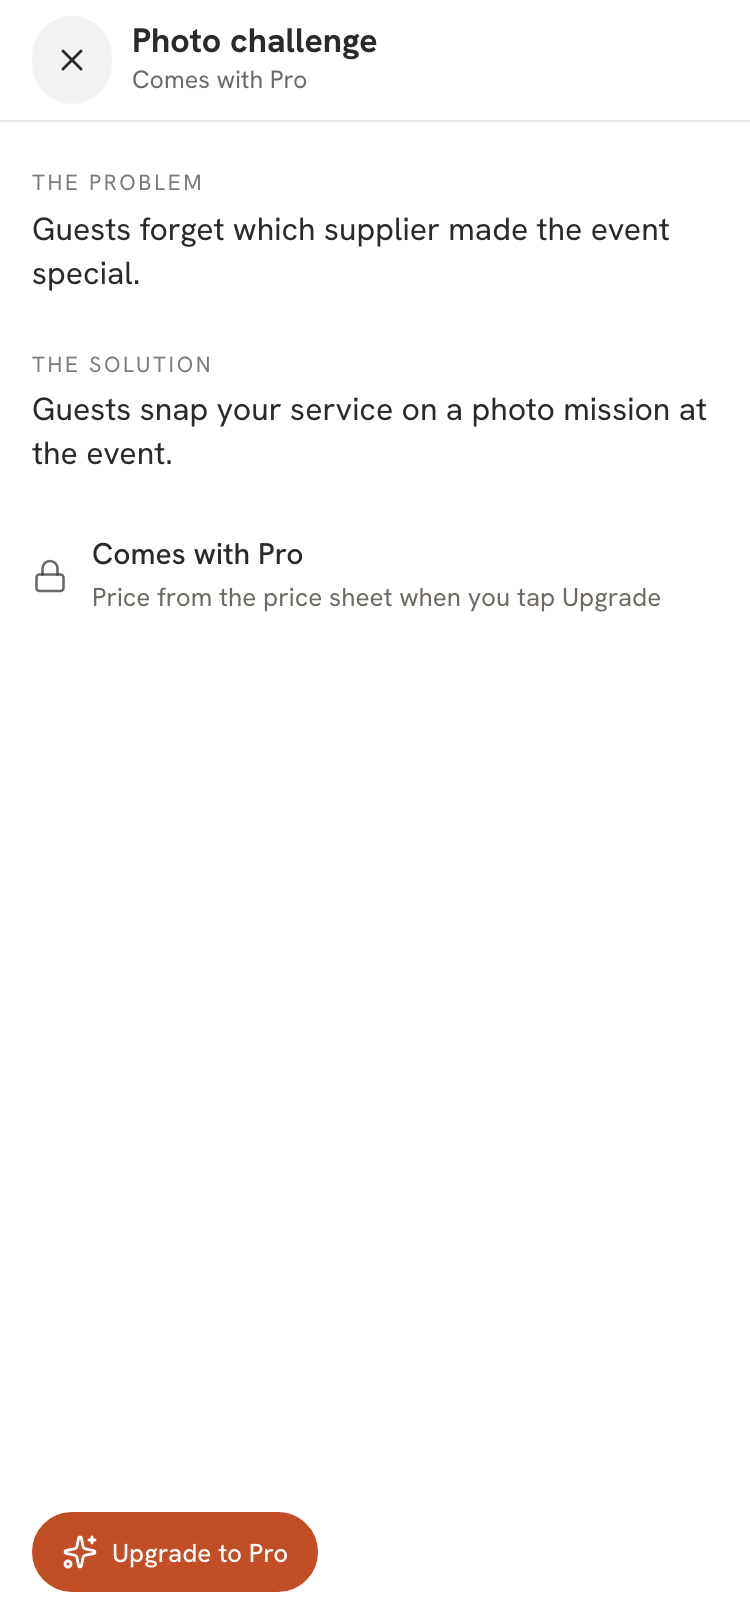 Photo challenge
Comes with Pro
THE PROBLEM
Guests forget which supplier made the event
special.
THE SOLUTION
Guests snap your service on a photo mission at
the event.
Comes with Pro
Price from the price sheet when you tap Upgrade
Upgrade to Pro